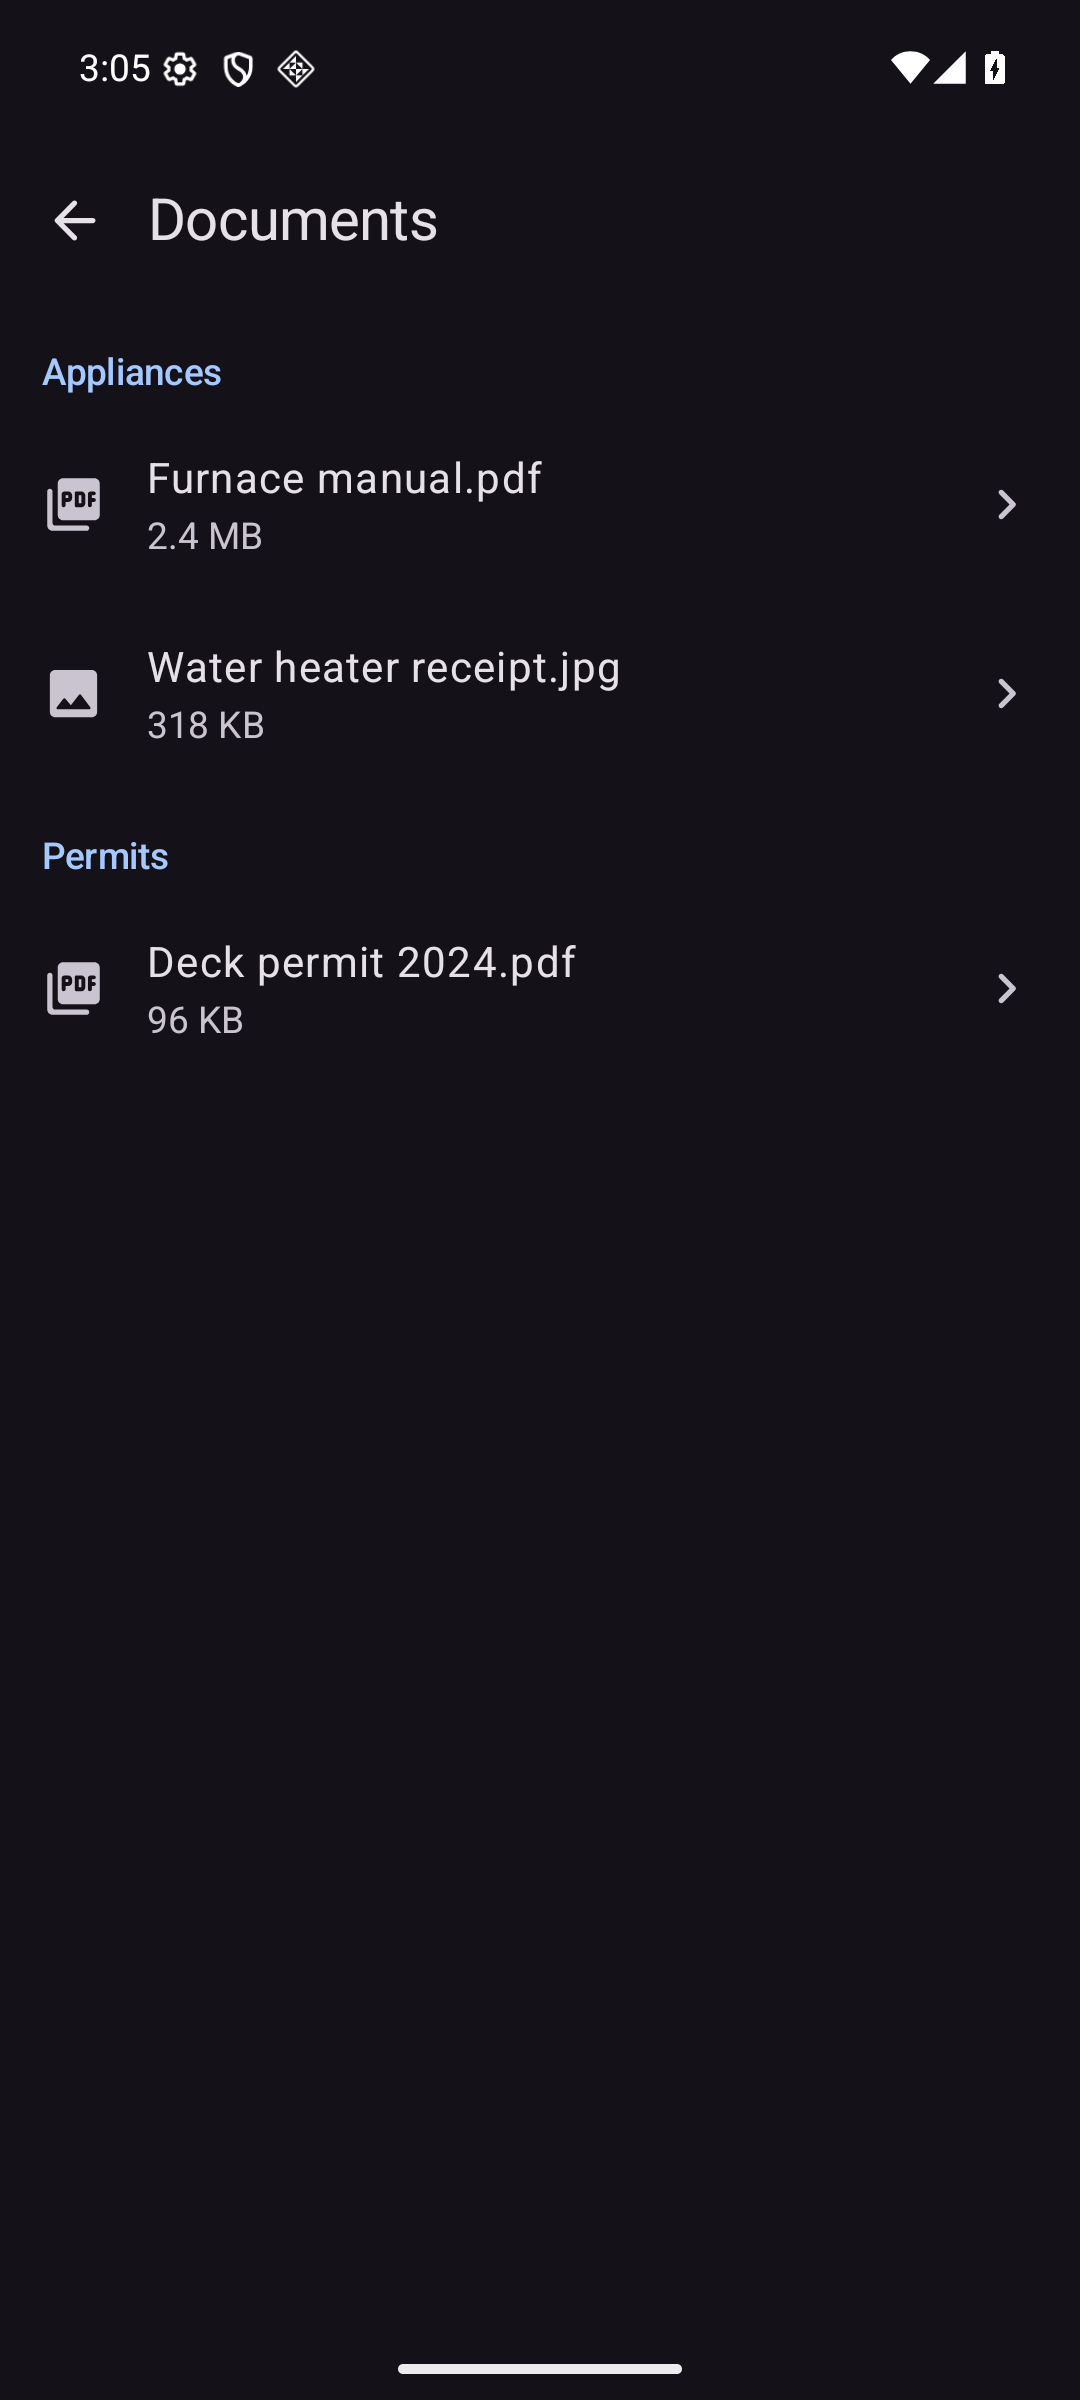 3:05
Documents
Appliances
Furnace manual.pdf
2.4 MB
Water heater receipt.jpg
318 KB
Permits
Deck permit 2024.pdf
96 KB